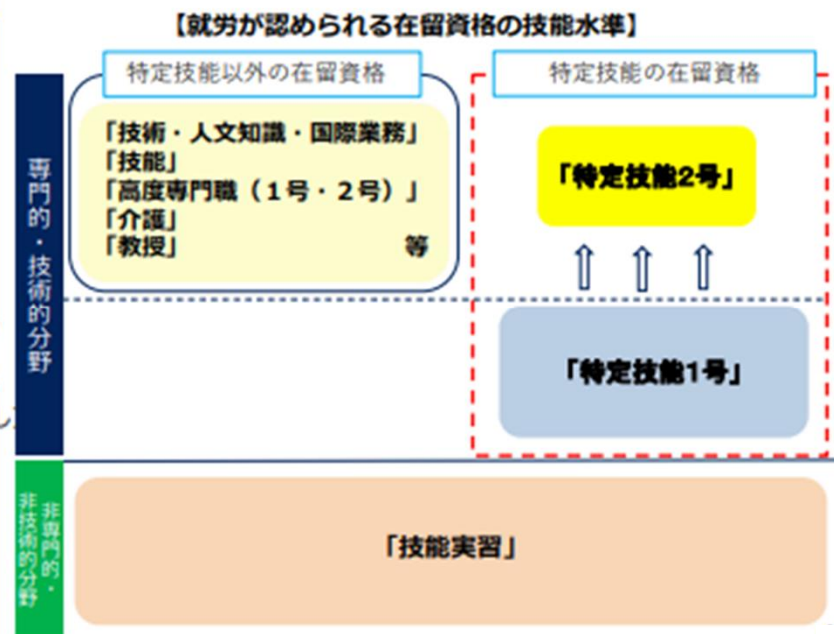 【就労が認められる在留資格の技能水準】
特定技能以外の在留資格
特定技能の在留資格
専門的・技術的分野
「技術・人文知識・国際業務」
「技能」
「高度専門職（1号・2号）」
「介護」
「教授」 等
「特定技能2号」
「特定技能1号」
非専門的・
非技術的分野
「技能実習」